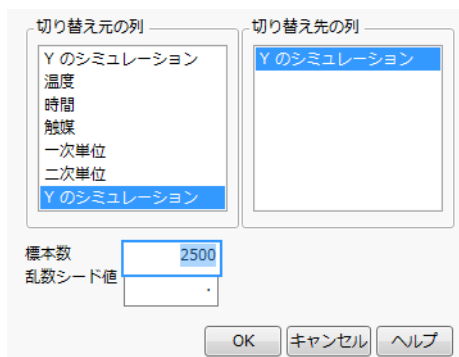 切り替え元の列
Y のシミュレーション
温度
時間
触媒
一次単位
二次単位
Y のシミュレーション
切り替え先の列
Y のシミュレーション
標本数 2500
乱数シード値 .
OK キャンセル ヘルプ